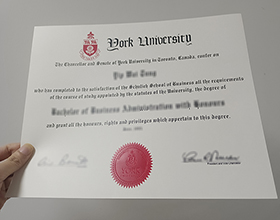 York University
The Chancellor and Senate of York University in Toronto, Canada, confer on
Yip Wai Tung
who has completed to the satisfaction of the Schulich School of Business all the requirements
of the course of study appointed by the statutes of the University, the degree of
Bachelor of Business Administration with Honours
and grant all the honours, rights and privileges which appertain to this degree.